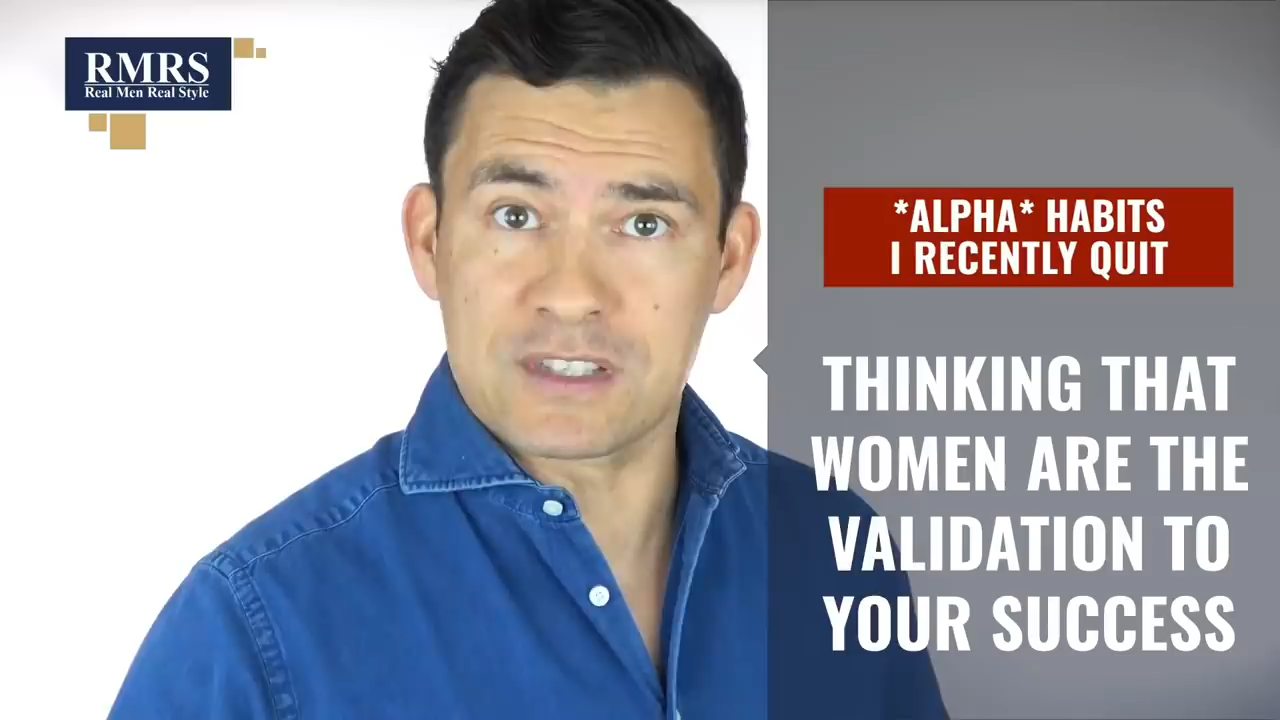 RMRS
Real Men Real Style
*ALPHA* HABITS
I RECENTLY QUIT
THINKING THAT
WOMEN ARE THE
VALIDATION TO
YOUR SUCCESS